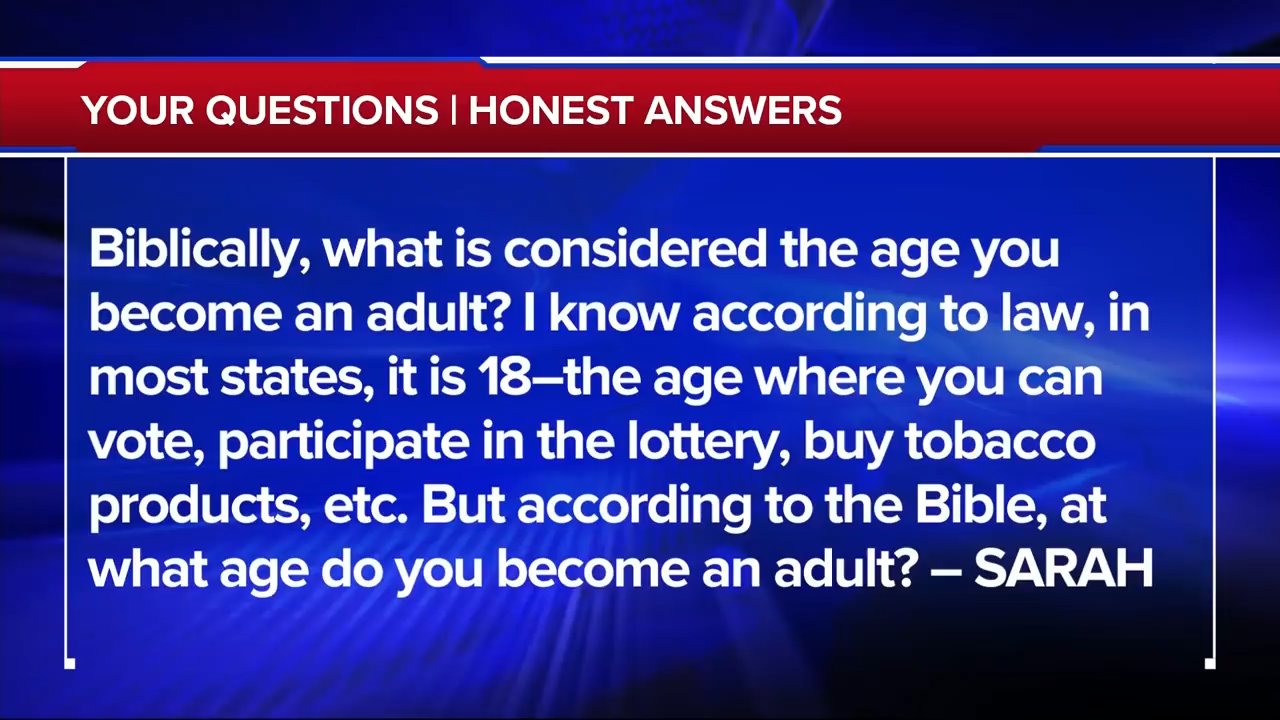 YOUR QUESTIONS | HONEST ANSWERS
Biblically, what is considered the age you
become an adult? I know according to law, in
most states, it is 18–the age where you can
vote, participate in the lottery, buy tobacco
products, etc. But according to the Bible, at
what age do you become an adult? – SARAH